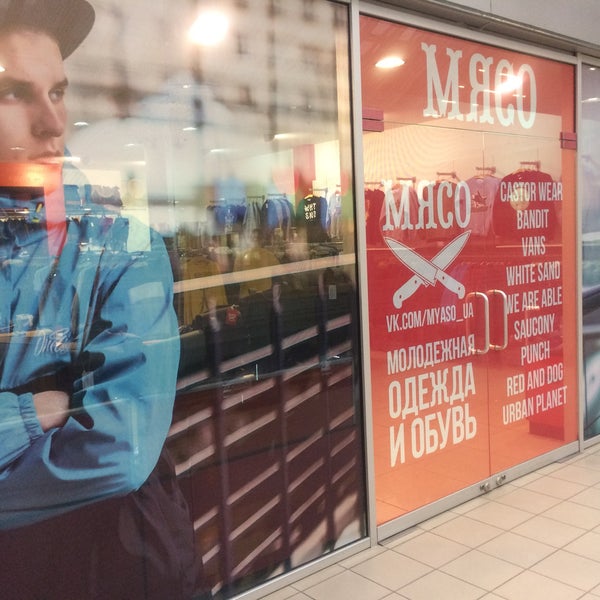 МЯСО
МЯСО
VK.COM/MYASO_UA
МОЛОДЕЖНАЯ
ОДЕЖДА
И ОБУВЬ
CASTOR WEAR
BANDIT
VANS
WHITE SAND
WE ARE ABLE
SAUCONY
PUNCH
RED AND DOG
URBAN PLANET